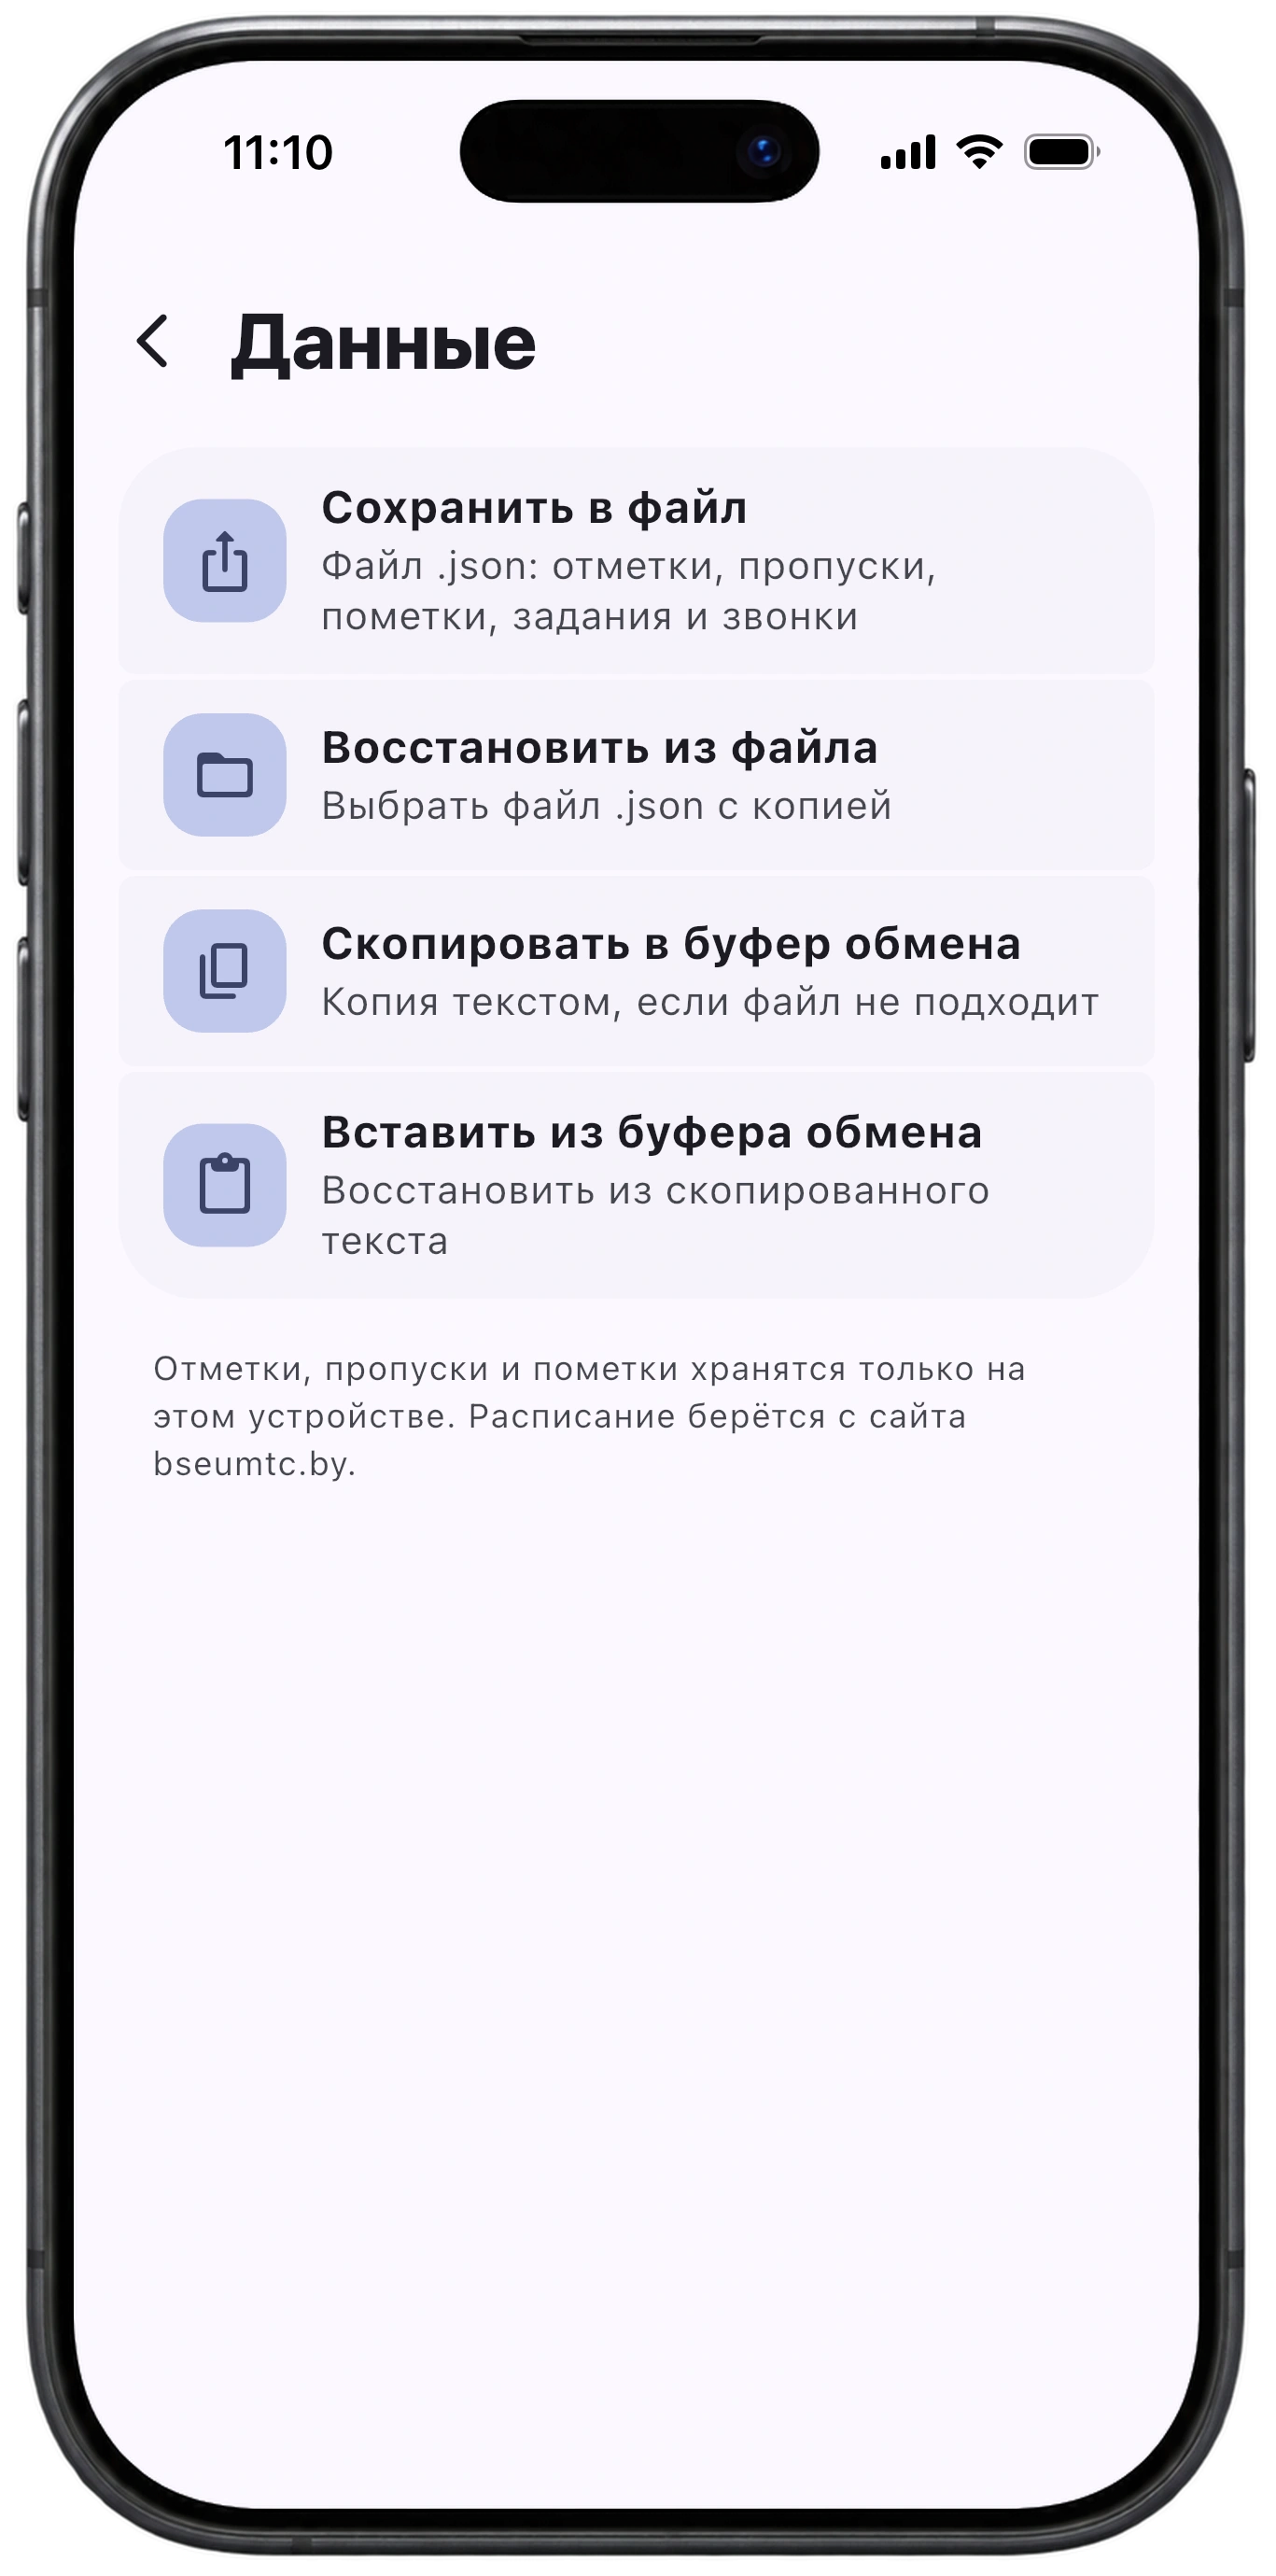 11:10
Данные
Сохранить в файл
Файл .json: отметки, пропуски,
пометки, задания и звонки
Восстановить из файла
Выбрать файл .json с копией
Скопировать в буфер обмена
Копия текстом, если файл не подходит
Вставить из буфера обмена
Восстановить из скопированного
текста
Отметки, пропуски и пометки хранятся только на
этом устройстве. Расписание берётся с сайта
bseumtc.by.